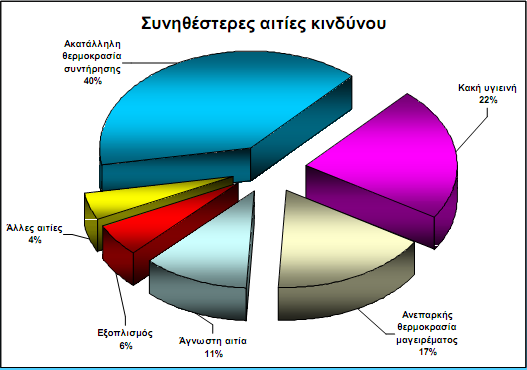 Συνηθέστερες αιτίες κινδύνου
Ακατάλληλη
θερμοκρασία
συντήρησης
40%
Κακή υγιεινή
22%
Άλλες αιτίες
4%
Εξοπλισμός
6%
Άγνωστη αιτία
11%
Ανεπαρκής
θερμοκρασία
μαγειρέματος
17%